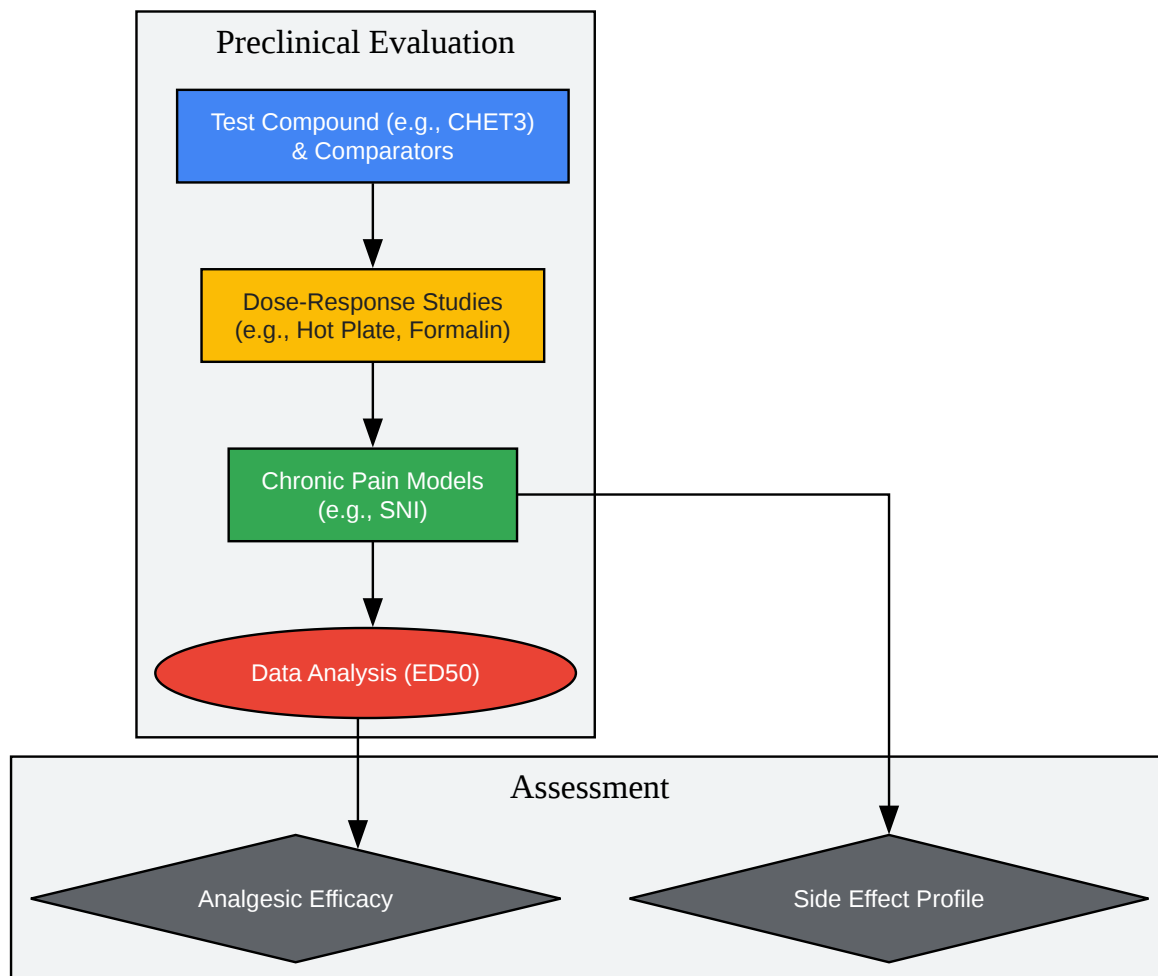 Preclinical Evaluation
Test Compound (e.g., CHET3)
& Comparators
Dose-Response Studies
(e.g., Hot Plate, Formalin)
Chronic Pain Models
(e.g., SNI)
Data Analysis (ED50)
Assessment
Analgesic Efficacy
Side Effect Profile